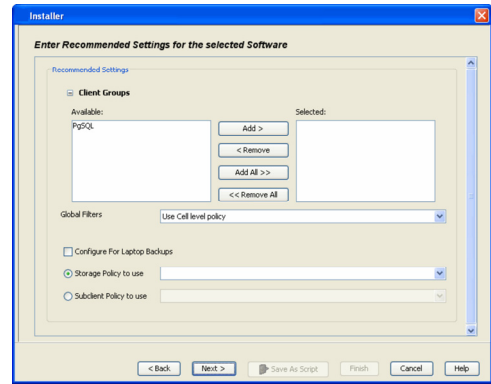 Installer
Enter Recommended Settings for the selected Software
Recommended Settings
Client Groups
Available:
Selected:
PgSQL
Add >
< Remove
Add All >>
<< Remove All
Global Filters
Use Cell level policy
Configure For Laptop Backups
Storage Policy to use
Subclient Policy to use
< Back
Next >
Save As Script
Finish
Cancel
Help